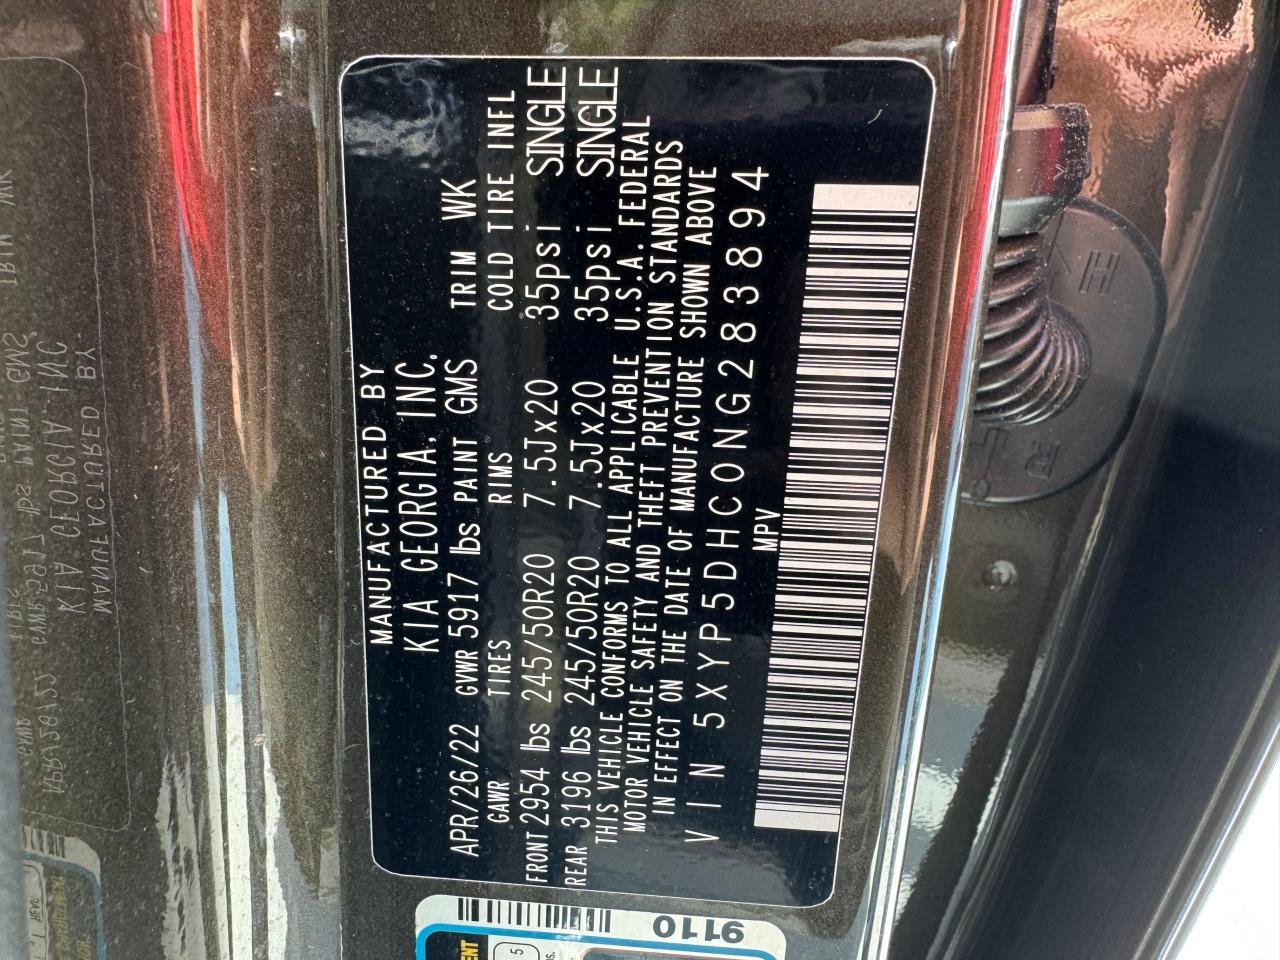 MANUFACTURED BY
KIA GEORGIA, INC.
APR/26/22 GVWR 5917 lbs PAINT GMS TRIM WK
GAWR TIRES RIMS COLD TIRE INFL
FRONT 2954 lbs 245/50R20 7.5Jx20 35psi SINGLE
REAR 3196 lbs 245/50R20 7.5Jx20 35psi SINGLE
THIS VEHICLE CONFORMS TO ALL APPLICABLE U.S.A. FEDERAL
MOTOR VEHICLE SAFETY AND THEFT PREVENTION STANDARDS
IN EFFECT ON THE DATE OF MANUFACTURE SHOWN ABOVE
VIN 5XYP5DHC0NG283894
MPV
9110
5